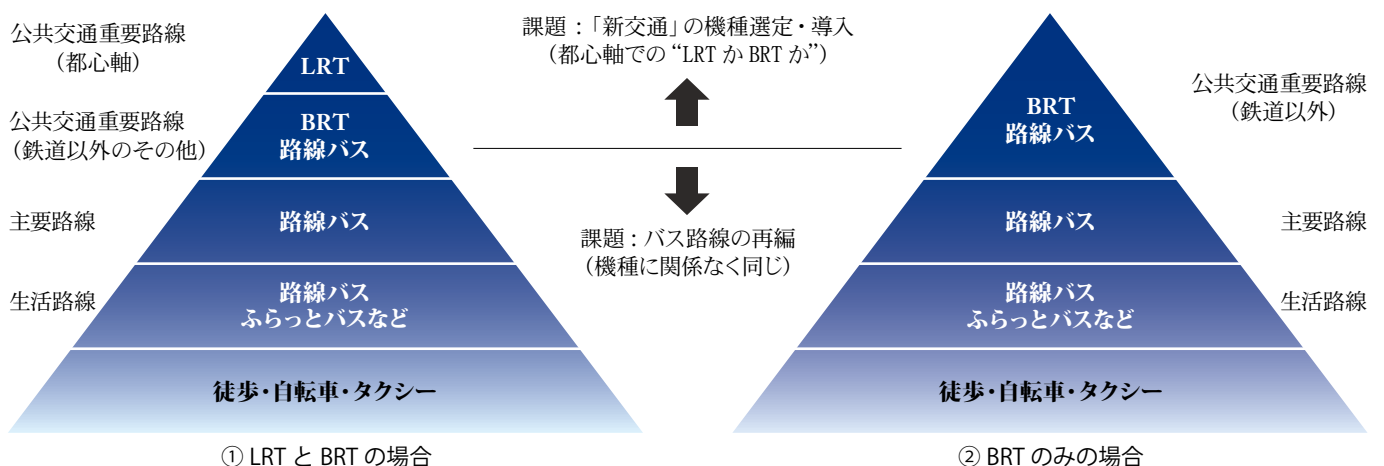 公共交通重要路線
（都心軸）
LRT
公共交通重要路線
（鉄道以外のその他）
BRT
路線バス
主要路線
路線バス
生活路線
路線バス
ふらっとバスなど
徒歩・自転車・タクシー
① LRT と BRT の場合
課題：「新交通」の機種選定・導入
（都心軸での “LRT か BRT か”）
課題：バス路線の再編
（機種に関係なく同じ）
BRT
路線バス
公共交通重要路線
（鉄道以外）
路線バス
主要路線
路線バス
ふらっとバスなど
生活路線
徒歩・自転車・タクシー
② BRT のみの場合